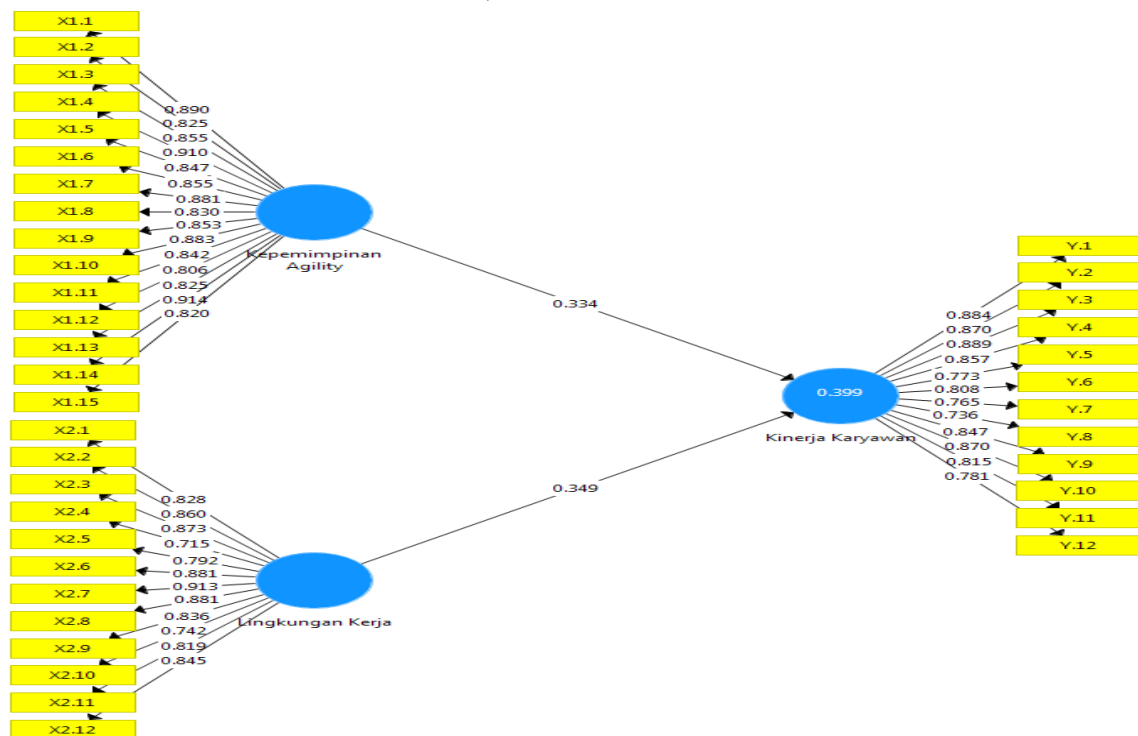 X1.1
X1.2
X1.3
X1.4
X1.5
X1.6
X1.7
X1.8
X1.9
X1.10
X1.11
X1.12
X1.13
X1.14
X1.15
0.890
0.825
0.855
0.910
0.847
0.855
0.881
0.830
0.853
0.883
0.842
0.806
0.825
0.914
0.820
Kepemimpinan
Agility
X2.1
X2.2
X2.3
X2.4
X2.5
X2.6
X2.7
X2.8
X2.9
X2.10
X2.11
X2.12
0.828
0.860
0.873
0.715
0.792
0.881
0.913
0.881
0.836
0.742
0.819
0.845
Lingkungan Kerja
0.334
0.349
0.399
Kinerja Karyawan
0.884
0.870
0.889
0.857
0.773
0.808
0.765
0.736
0.847
0.870
0.815
0.781
Y.1
Y.2
Y.3
Y.4
Y.5
Y.6
Y.7
Y.8
Y.9
Y.10
Y.11
Y.12